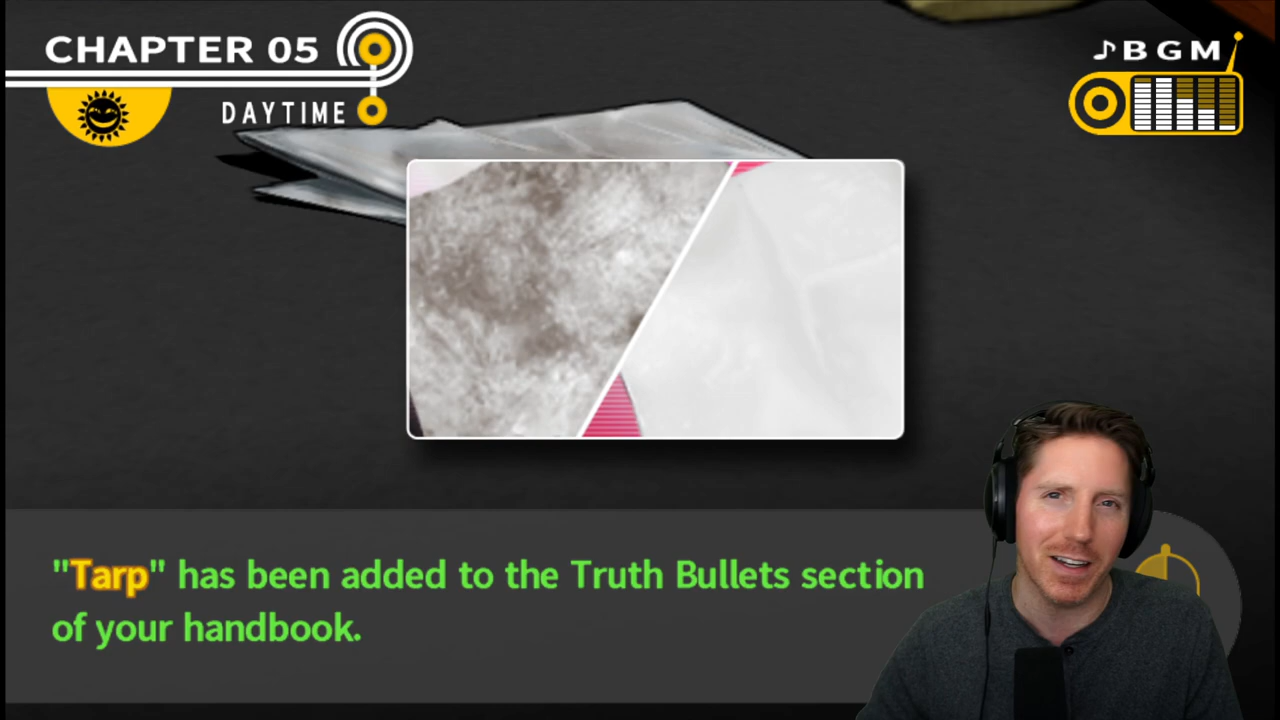 CHAPTER 05
♪BGM
DAYTIME
"Tarp" has been added to the Truth Bullets section
of your handbook.